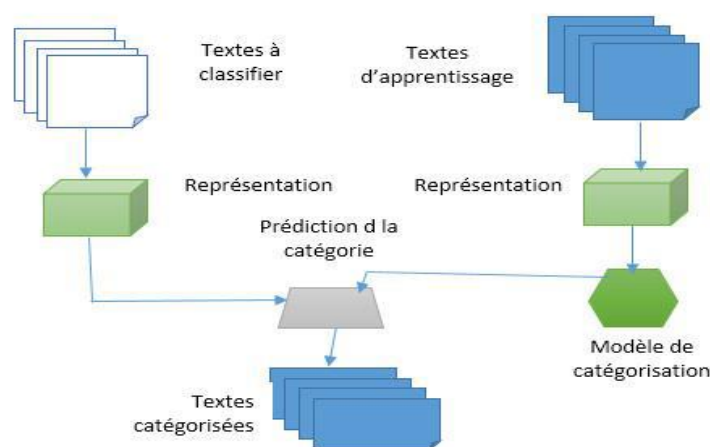 Textes à
classifier
Textes
d’apprentissage
Représentation
Représentation
Prédiction d la
catégorie
Modèle de
catégorisation
Textes
catégorisées